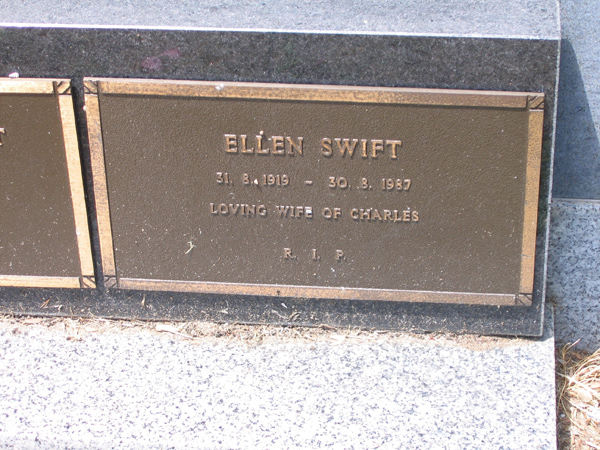 ELLEN SWIFT
31. 8. 1919 - 30. 8. 1987
LOVING WIFE OF CHARLES
R. I. P.